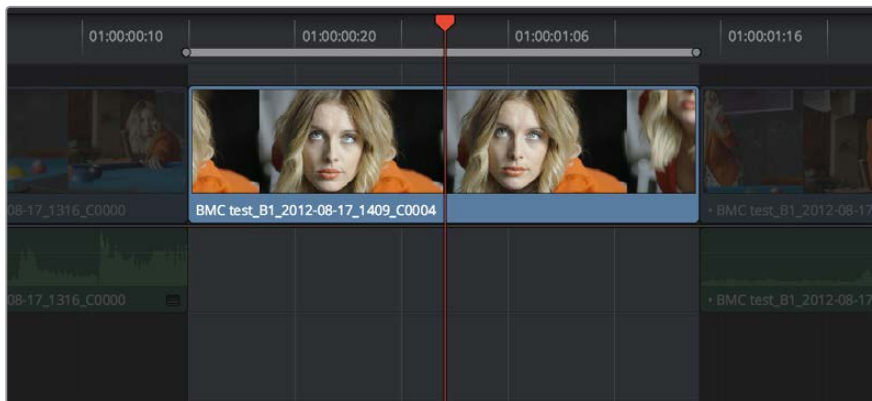 01:00:00:10 01:00:00:20 01:00:01:06 01:00:01:16
08-17_1316_C0000 BMC test_B1_2012-08-17_1409_C0004 • BMC test_B1_2012-08-17
08-17_1316_C0000 • BMC test_B1_2012-08-17